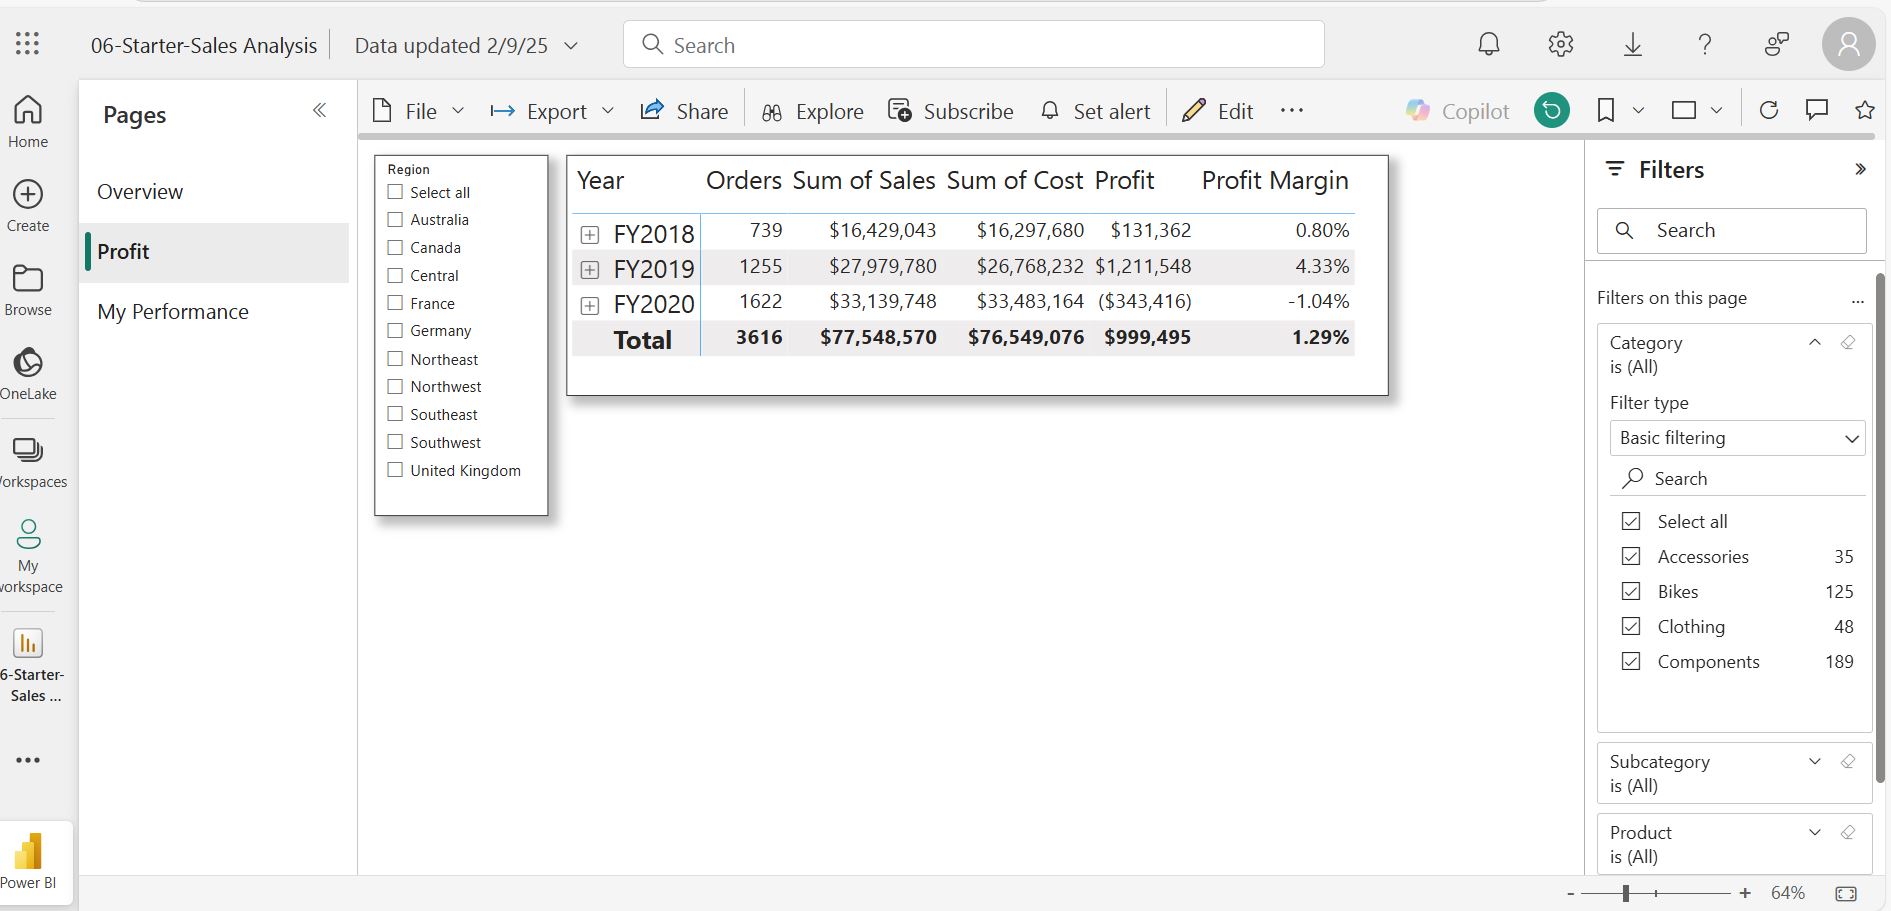 06-Starter-Sales Analysis
Data updated 2/9/25
Search
Home
Create
Browse
OneLake
orkspaces
My
workspace
6-Starter-
Sales ...
Power BI
Pages
Overview
Profit
My Performance
File
Export
Share
Explore
Subscribe
Set alert
Edit
Copilot
Region
Select all
Australia
Canada
Central
France
Germany
Northeast
Northwest
Southeast
Southwest
United Kingdom
Year Orders Sum of Sales Sum of Cost Profit Profit Margin
FY2018 739 $16,429,043 $16,297,680 $131,362 0.80%
FY2019 1255 $27,979,780 $26,768,232 $1,211,548 4.33%
FY2020 1622 $33,139,748 $33,483,164 ($343,416) -1.04%
Total 3616 $77,548,570 $76,549,076 $999,495 1.29%
Filters
Search
Filters on this page
...
Category
is (All)
Filter type
Basic filtering
Search
Select all
Accessories 35
Bikes 125
Clothing 48
Components 189
Subcategory
is (All)
Product
is (All)
- + 64%